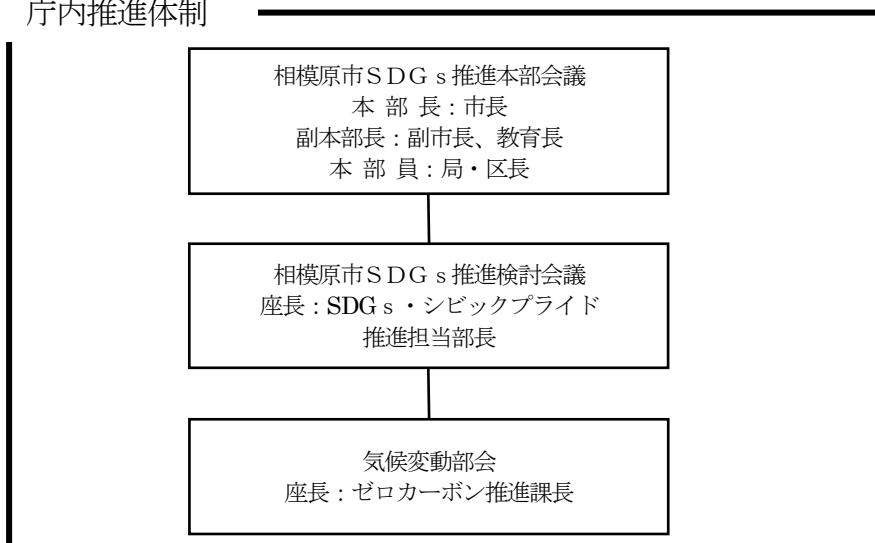 庁内推進体制
相模原市ＳＤＧｓ推進本部会議
本 部 長：市長
副本部長：副市長、教育長
本 部 員：局・区長
相模原市ＳＤＧｓ推進検討会議
座長：SDGｓ・シビックプライド
推進担当部長
気候変動部会
座長：ゼロカーボン推進課長